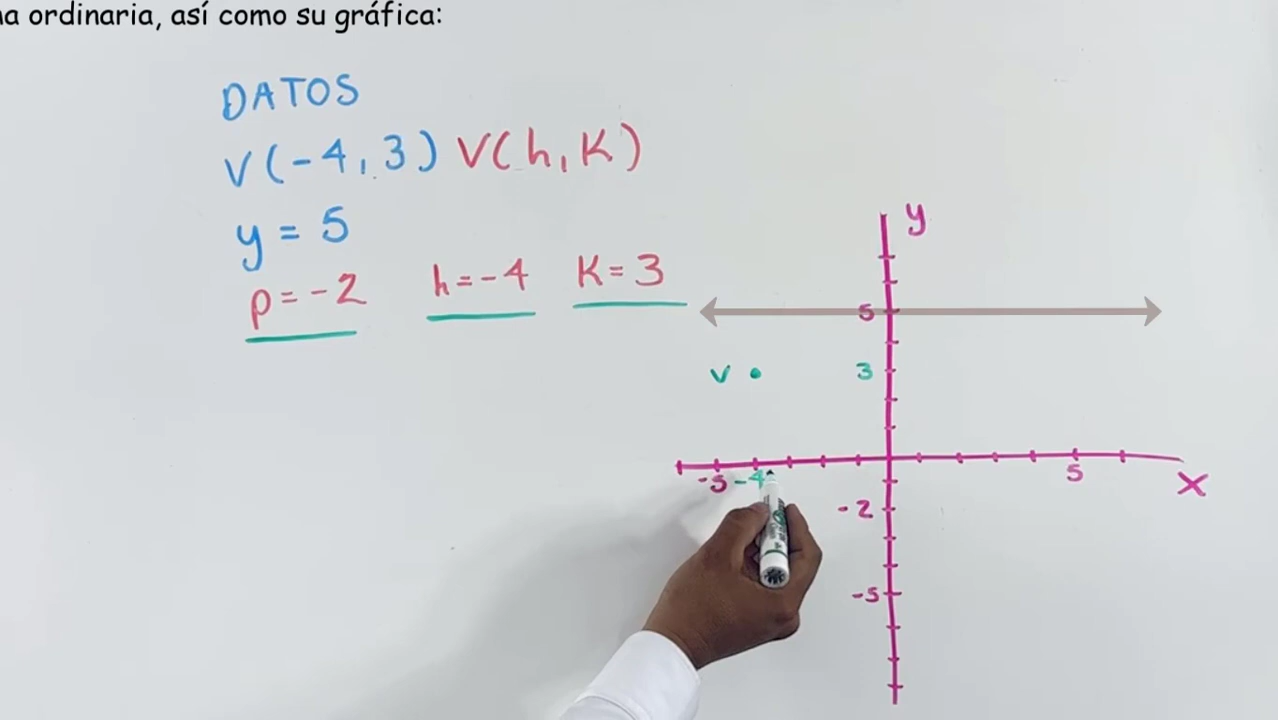 a ordinaria, así como su gráfica:
DATOS
V(-4,3) V(h,K)
y = 5
p=-2 h=-4 K=3
y
5
V 3
-5 -4 5 X
-2
-5